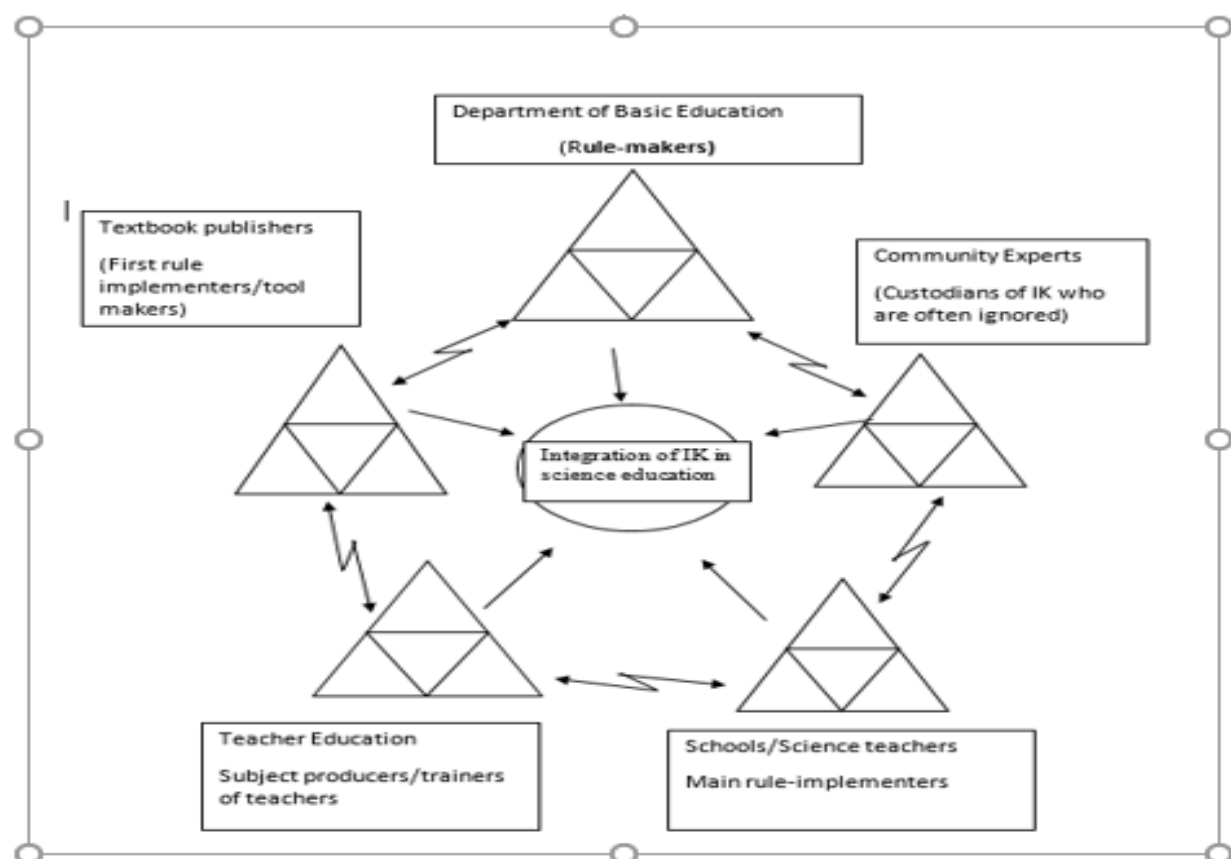 Department of Basic Education
(Rule-makers)
Textbook publishers
(First rule
implementers/tool
makers)
Community Experts
(Custodians of IK who
are often ignored)
Integration of IK in
science education
Teacher Education
Subject producers/trainers
of teachers
Schools/Science teachers
Main rule-implementers